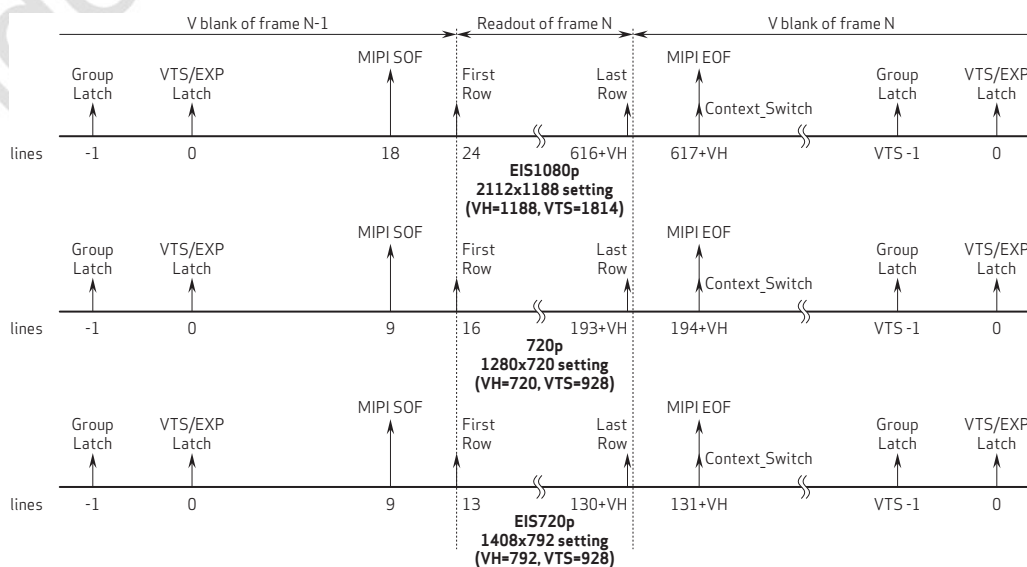 V blank of frame N-1 Readout of frame N V blank of frame N
MIPI SOF MIPI EOF
Group VTS/EXP First Last Group VTS/EXP
Latch Latch Row Row Context_Switch Latch Latch
lines -1 0 18 24 616+VH 617+VH VTS -1 0
EIS1080p
2112x1188 setting
(VH=1188, VTS=1814)
MIPI SOF MIPI EOF
Group VTS/EXP First Last Group VTS/EXP
Latch Latch Row Row Context_Switch Latch Latch
lines -1 0 9 16 193+VH 194+VH VTS -1 0
720p
1280x720 setting
(VH=720, VTS=928)
MIPI SOF MIPI EOF
Group VTS/EXP First Last Group VTS/EXP
Latch Latch Row Row Context_Switch Latch Latch
lines -1 0 9 13 130+VH 131+VH VTS -1 0
EIS720p
1408x792 setting
(VH=792, VTS=928)